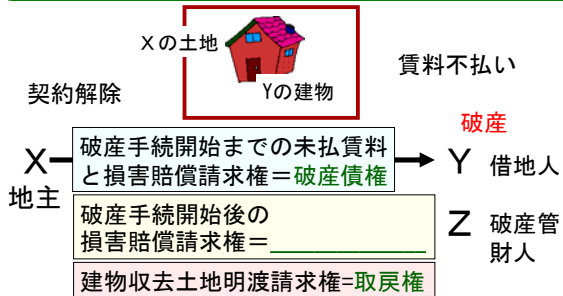 Xの土地
Yの建物
賃料不払い
契約解除
破産
X
地主
破産手続開始までの未払賃料
と損害賠償請求権＝破産債権
Y 借地人
破産手続開始後の
損害賠償請求権＝____________
Z 破産管
財人
建物収去土地明渡請求権=取戻権